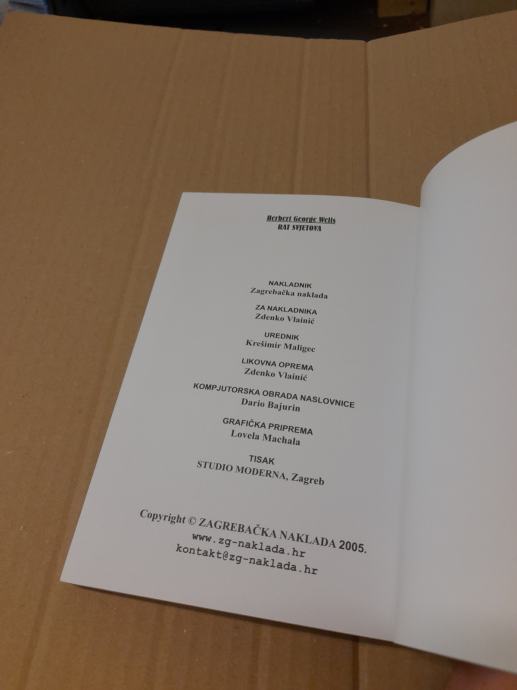 Herbert George Wells
RAT SVJETOVA
NAKLADNIK
Zagrebačka naklada
ZA NAKLADNIKA
Zdenko Vlainić
UREDNIK
Krešimir Maligec
LIKOVNA OPREMA
Zdenko Vlainić
KOMPJUTORSKA OBRADA NASLOVNICE
Dario Bajurin
GRAFIČKA PRIPREMA
Lovela Machala
TISAK
STUDIO MODERNA, Zagreb
Copyright © ZAGREBAČKA NAKLADA 2005.
www.zg-naklada.hr
kontakt@zg-naklada.hr